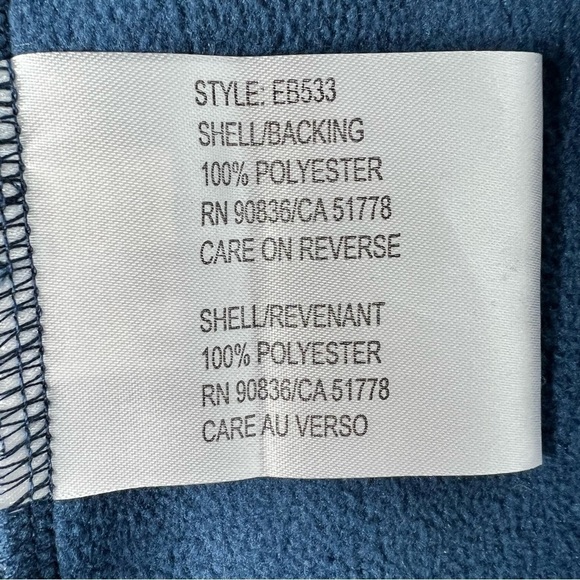 STYLE: EB533
SHELL/BACKING
100% POLYESTER
RN 90836/CA 51778
CARE ON REVERSE
SHELL/REVENANT
100% POLYESTER
RN 90836/CA 51778
CARE AU VERSO